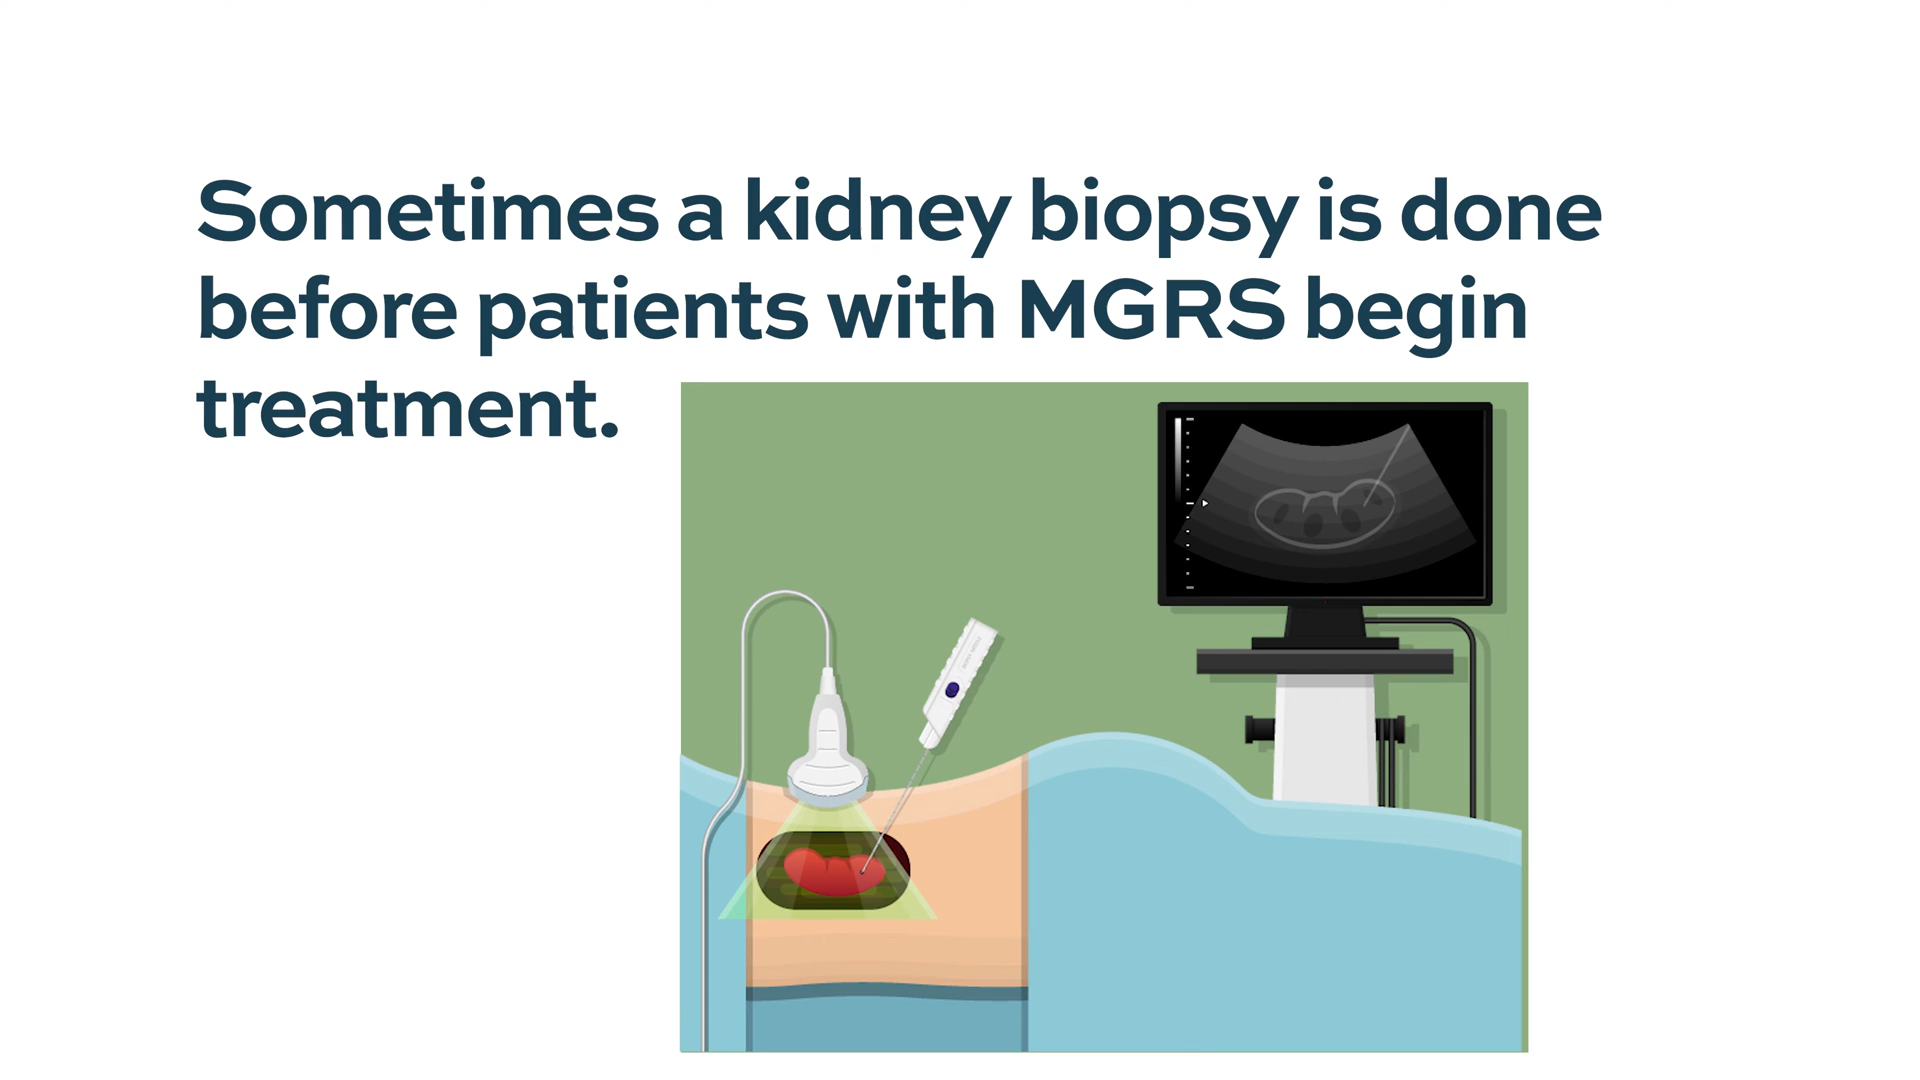 Sometimes a kidney biopsy is done
before patients with MGRS begin
treatment.